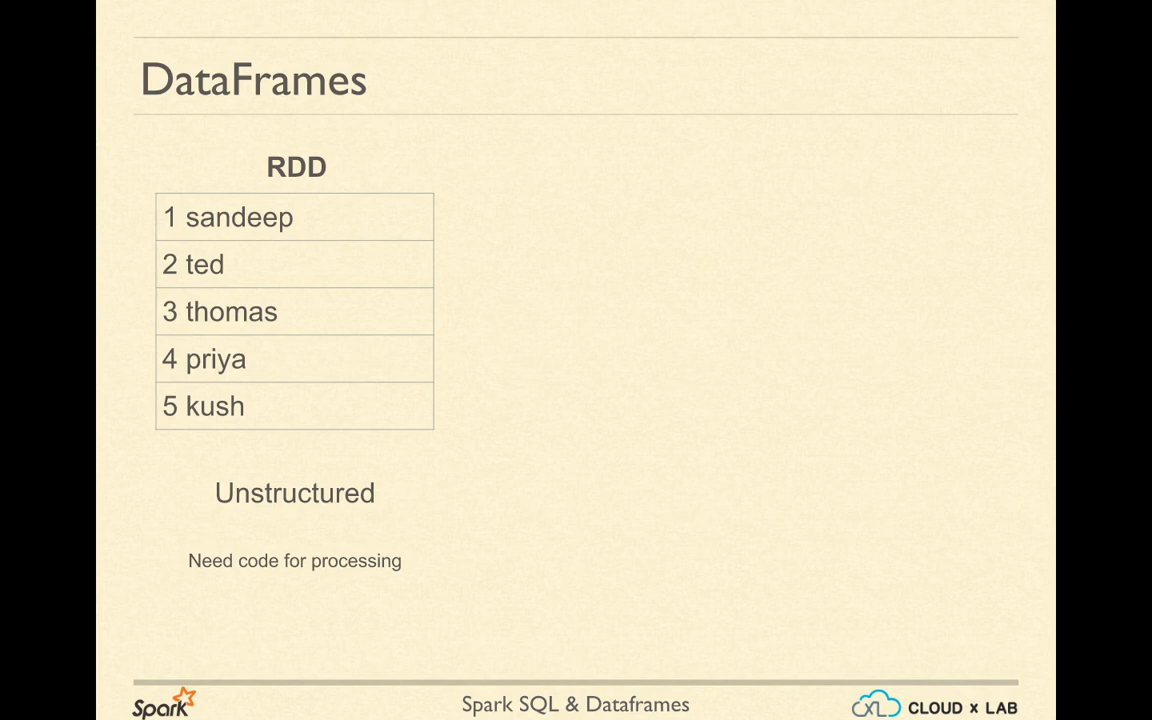 DataFrames
RDD
1 sandeep
2 ted
3 thomas
4 priya
5 kush
Unstructured
Need code for processing
Spark
Spark SQL & Dataframes
CXL
CLOUD x LAB